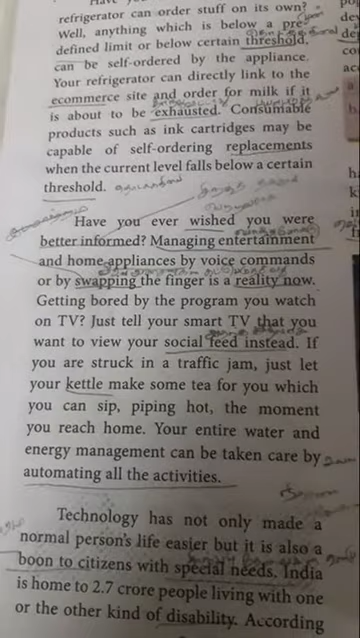 refrigerator can order stuff on its own?
Well, anything which is below a pre-
defined limit or below certain threshold,
can be self-ordered by the appliance.
Your refrigerator can directly link to the
ecommerce site and order for milk if it
is about to be exhausted. Consumable
products such as ink cartridges may be
capable of self-ordering replacements
when the current level falls below a certain
threshold.
Have you ever wished you were
better informed? Managing entertainment
and home appliances by voice commands
or by swapping the finger is a reality now.
Getting bored by the program you watch
on TV? Just tell your smart TV that you
want to view your social feed instead. If
you are struck in a traffic jam, just let
your kettle make some tea for you which
you can sip, piping hot, the moment
you reach home. Your entire water and
energy management can be taken care by
automating all the activities.
Technology has not only made a
normal person's life easier but it is also a
boon to citizens with special needs. India
is home to 2.7 crore people living with one
or the other kind of disability. According